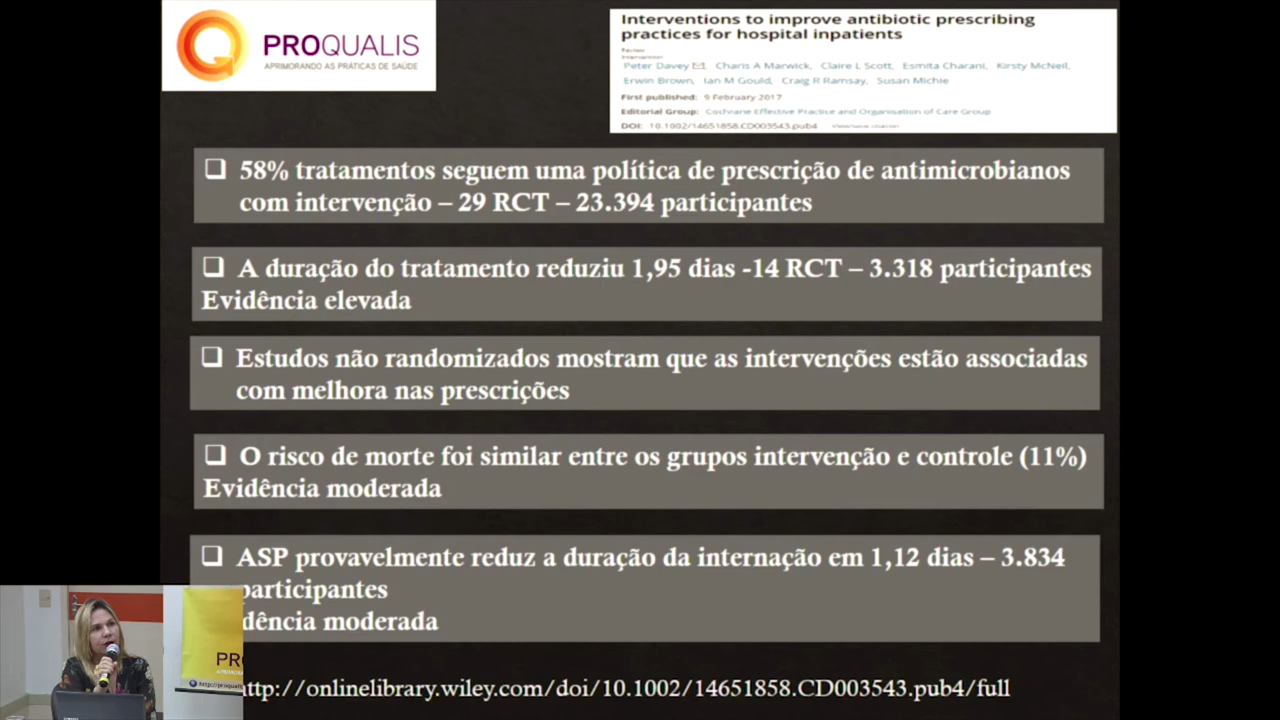 PROQUALIS
APRIMORANDO AS PRÁTICAS DE SAÚDE
Interventions to improve antibiotic prescribing
practices for hospital inpatients
Review
Intervention
Peter Davey, Charis A Marwick, Claire L Scott, Esmita Charani, Kirsty McNeil,
Erwin Brown, Ian M Gould, Craig R Ramsay, Susan Michie
First published: 9 February 2017
Editorial Group: Cochrane Effective Practice and Organisation of Care Group
DOI: 10.1002/14651858.CD003543.pub4
❑ 58% tratamentos seguem uma política de prescrição de antimicrobianos
com intervenção – 29 RCT – 23.394 participantes
❑ A duração do tratamento reduziu 1,95 dias -14 RCT – 3.318 participantes
Evidência elevada
❑ Estudos não randomizados mostram que as intervenções estão associadas
com melhora nas prescrições
❑ O risco de morte foi similar entre os grupos intervenção e controle (11%)
Evidência moderada
❑ ASP provavelmente reduz a duração da internação em 1,12 dias – 3.834
participantes
dência moderada
ttp://onlinelibrary.wiley.com/doi/10.1002/14651858.CD003543.pub4/full
PR
http://proqualis